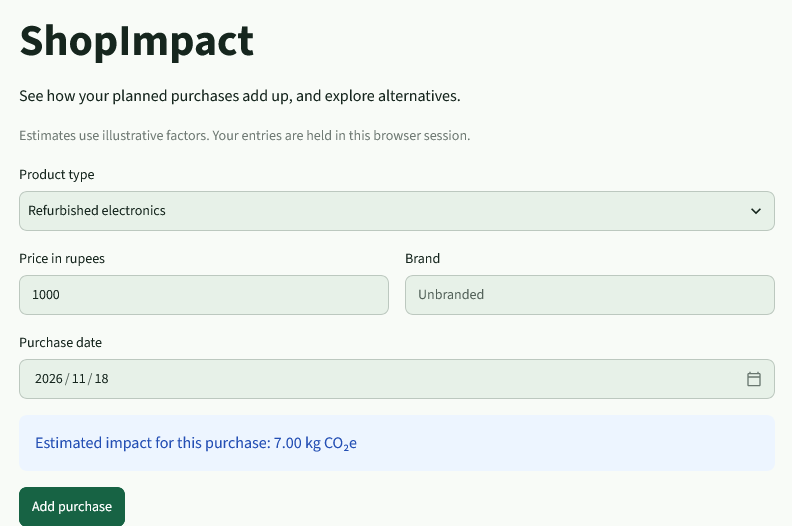 ShopImpact
See how your planned purchases add up, and explore alternatives.
Estimates use illustrative factors. Your entries are held in this browser session.
Product type
Refurbished electronics
Price in rupees
Brand
1000
Unbranded
Purchase date
2026/11/18
Estimated impact for this purchase: 7.00 kg CO₂e
Add purchase